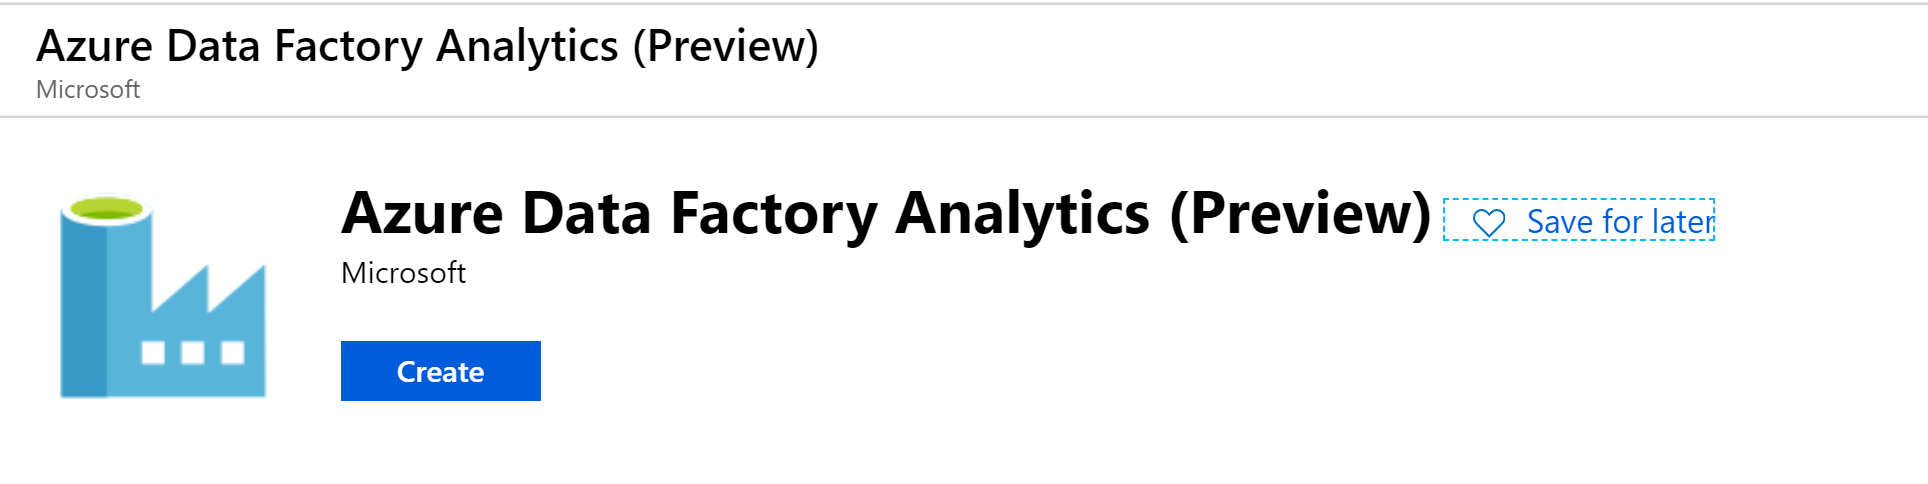 Azure Data Factory Analytics (Preview)
Microsoft
Azure Data Factory Analytics (Preview)
Save for later
Microsoft
Create